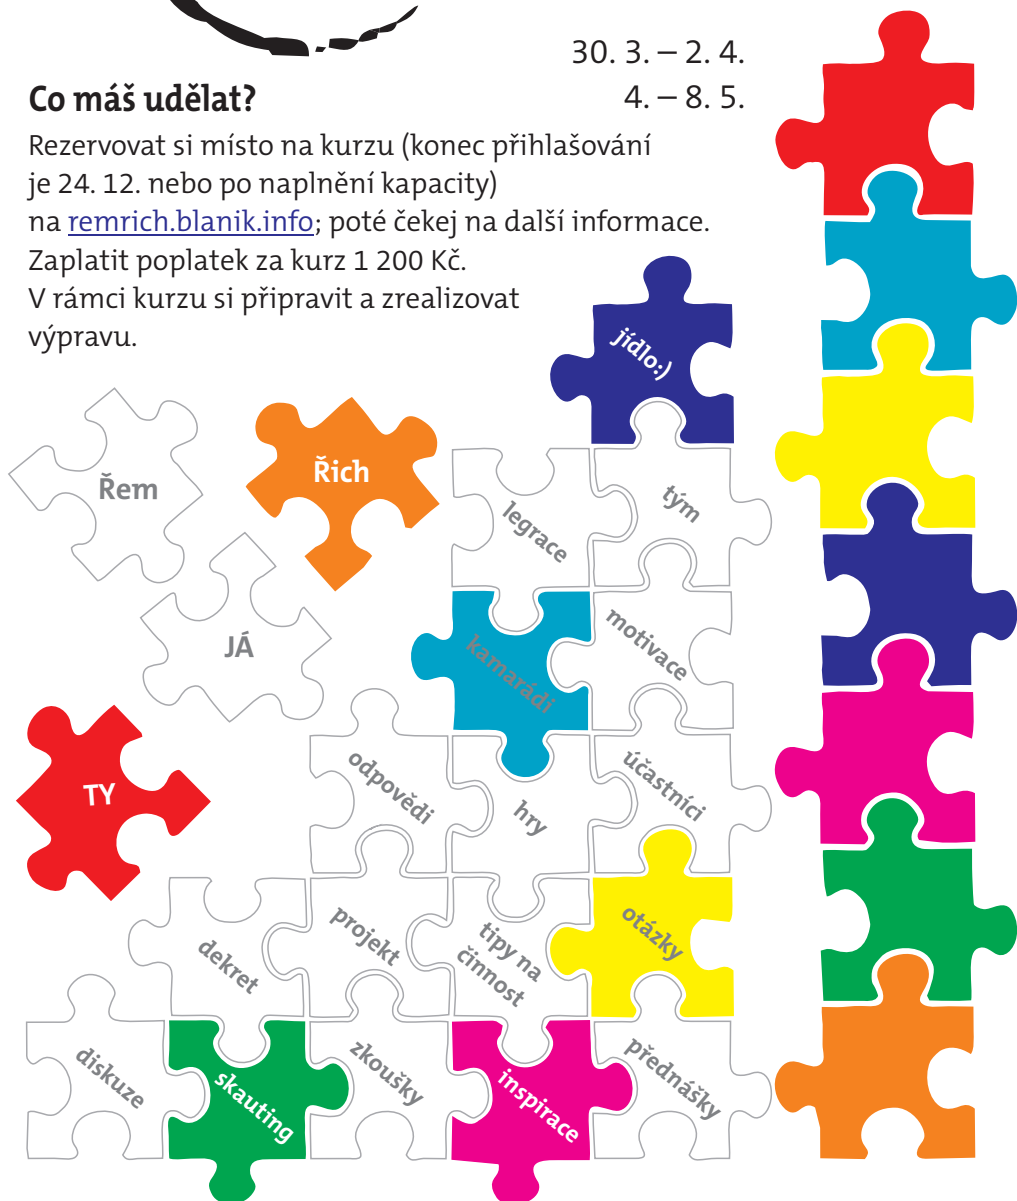 30. 3. – 2. 4.
4. – 8. 5.
Co máš udělat?
Rezervovat si místo na kurzu (konec přihlašování
je 24. 12. nebo po naplnění kapacity)
na remrich.blanik.info; poté čekej na další informace.
Zaplatit poplatek za kurz 1 200 Kč.
V rámci kurzu si připravit a zrealizovat
výpravu.
jídlo:)
Řem
Řich
legrace
tým
JÁ
kamarádi
motivace
TY
odpovědi
hry
účastníci
dekret
projekt
tipy na
činnost
otázky
diskuze
skauting
zkoušky
inspirace
přednášky